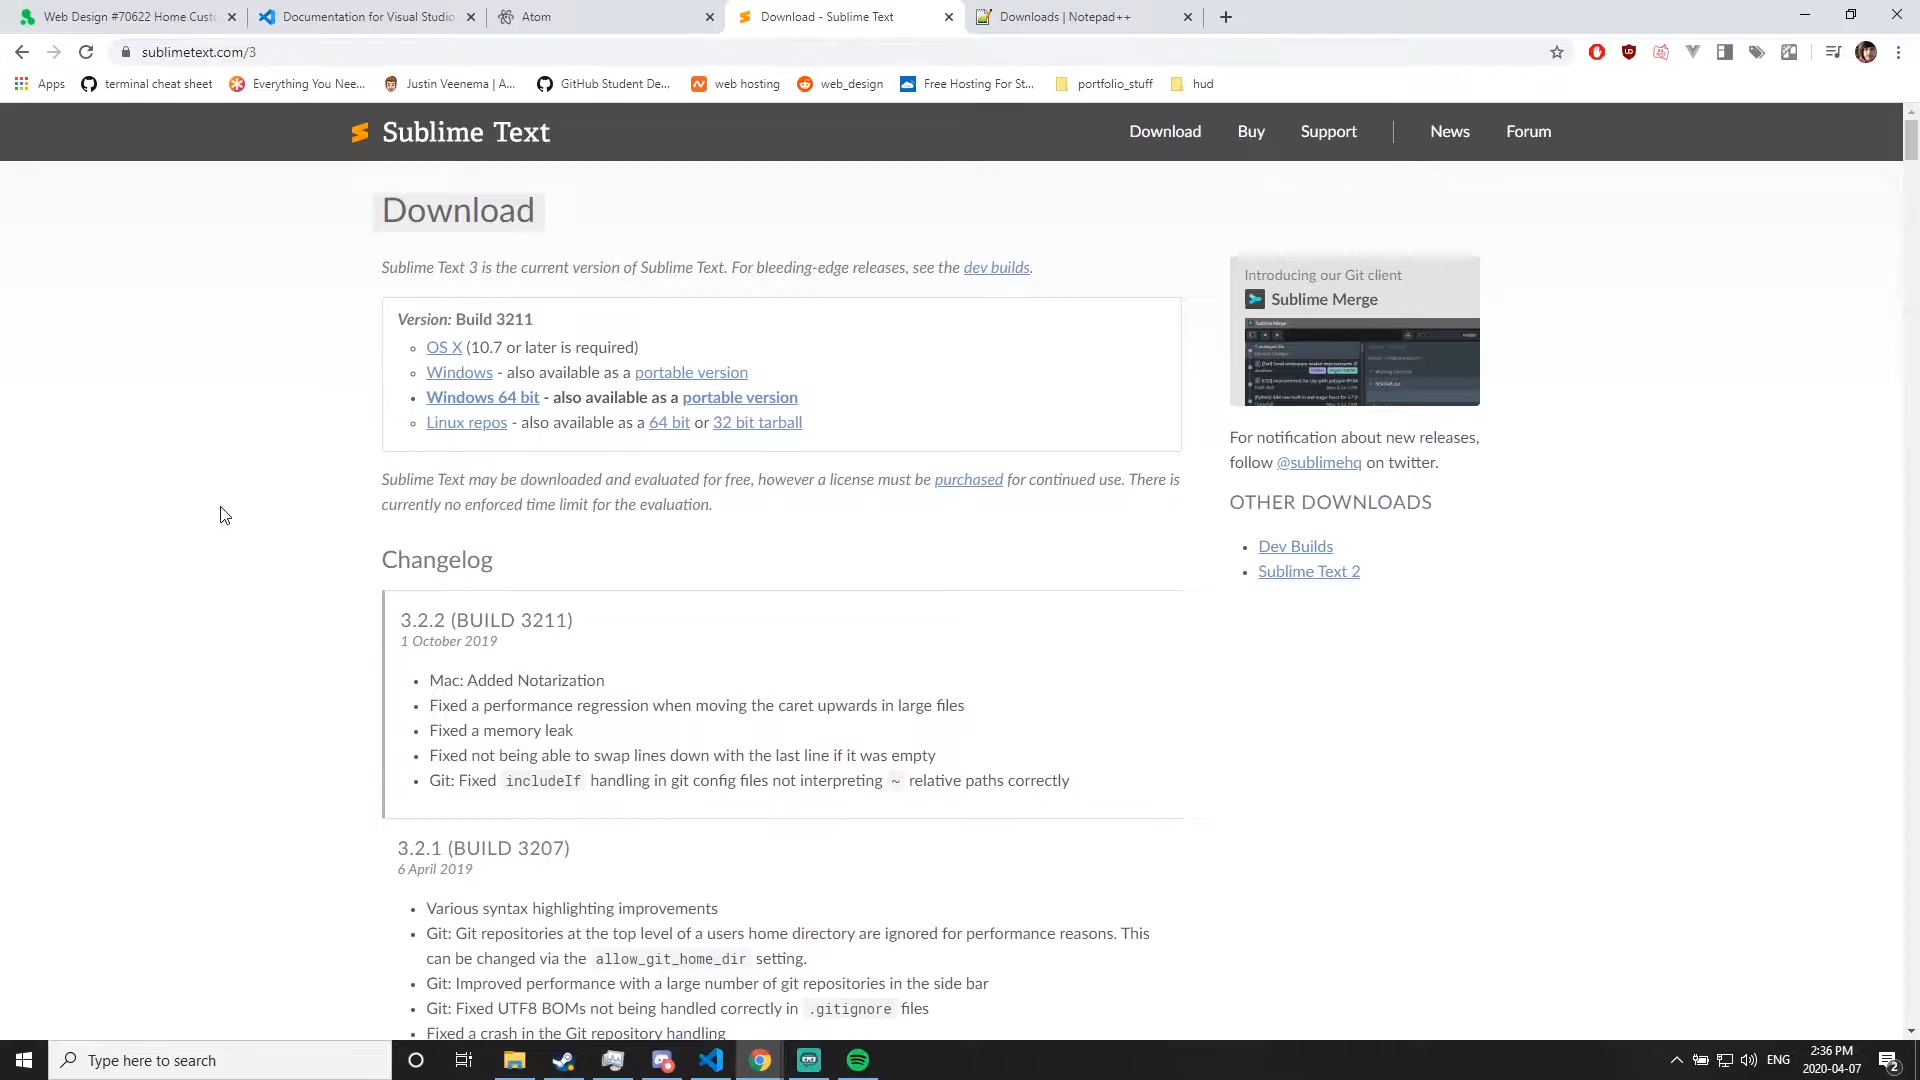 Web Design #70622 Home Cust
Documentation for Visual Studio
Atom
Download - Sublime Text
Downloads | Notepad++
sublimetext.com/3
Apps
terminal cheat sheet
Everything You Nee...
Justin Veenema | A...
GitHub Student De...
web hosting
web_design
Free Hosting For St...
portfolio_stuff
hud
Sublime Text
Download
Buy
Support
News
Forum
Download
Sublime Text 3 is the current version of Sublime Text. For bleeding-edge releases, see the dev builds.
Version: Build 3211
OS X (10.7 or later is required)
Windows - also available as a portable version
Windows 64 bit - also available as a portable version
Linux repos - also available as a 64 bit or 32 bit tarball
Sublime Text may be downloaded and evaluated for free, however a license must be purchased for continued use. There is
currently no enforced time limit for the evaluation.
Introducing our Git client
Sublime Merge
For notification about new releases,
follow @sublimehq on twitter.
OTHER DOWNLOADS
Dev Builds
Sublime Text 2
Changelog
3.2.2 (BUILD 3211)
1 October 2019
Mac: Added Notarization
Fixed a performance regression when moving the caret upwards in large files
Fixed a memory leak
Fixed not being able to swap lines down with the last line if it was empty
Git: Fixed includeIf handling in git config files not interpreting ~ relative paths correctly
3.2.1 (BUILD 3207)
6 April 2019
Various syntax highlighting improvements
Git: Git repositories at the top level of a users home directory are ignored for performance reasons. This
can be changed via the allow_git_home_dir setting.
Git: Improved performance with a large number of git repositories in the side bar
Git: Fixed UTF8 BOMs not being handled correctly in .gitignore files
Fixed a crash in the Git repository handling
Type here to search
ENG
2:36 PM
2020-04-07
2